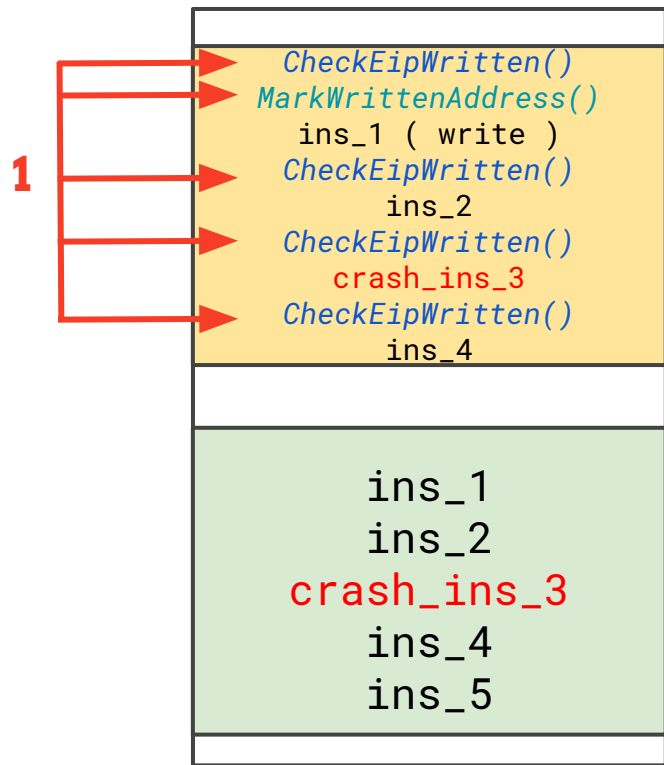 CheckEipWritten()
MarkWrittenAddress()
ins_1 ( write )
1
CheckEipWritten()
ins_2
CheckEipWritten()
crash_ins_3
CheckEipWritten()
ins_4
ins_1
ins_2
crash_ins_3
ins_4
ins_5